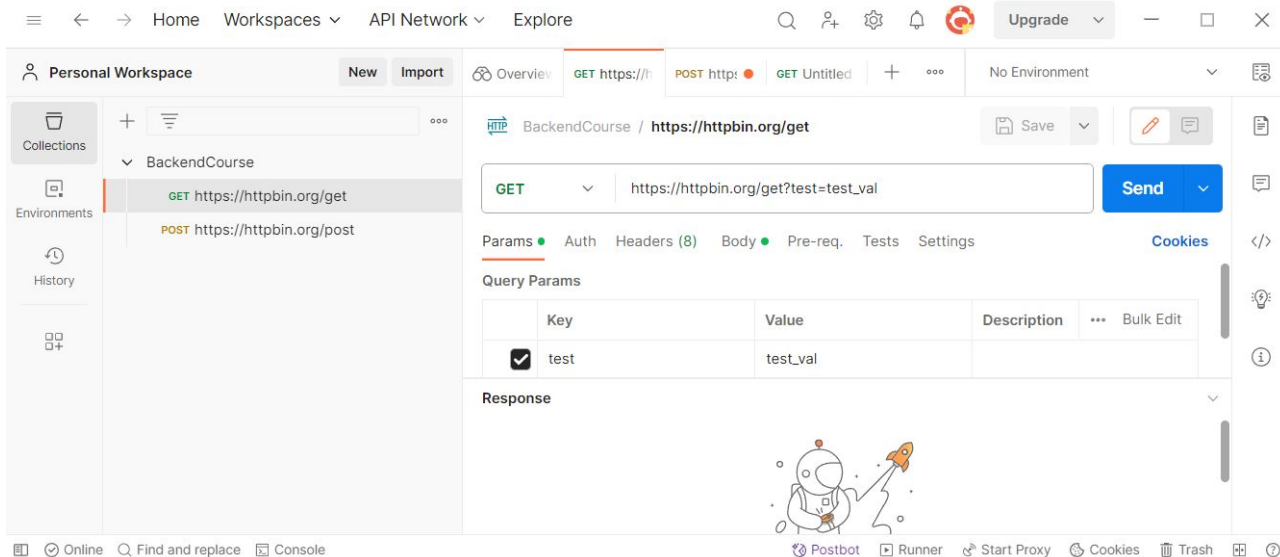 Home Workspaces API Network Explore Upgrade
Personal Workspace New Import Overview GET https://h POST https GET Untitled No Environment
Collections
Environments
History
BackendCourse
GET https://httpbin.org/get
POST https://httpbin.org/post
HTTP BackendCourse / https://httpbin.org/get Save
GET https://httpbin.org/get?test=test_val Send
Params Auth Headers (8) Body Pre-req. Tests Settings Cookies
Query Params
Key Value Description Bulk Edit
test test_val
Response
Online Find and replace Console Postbot Runner Start Proxy Cookies Trash